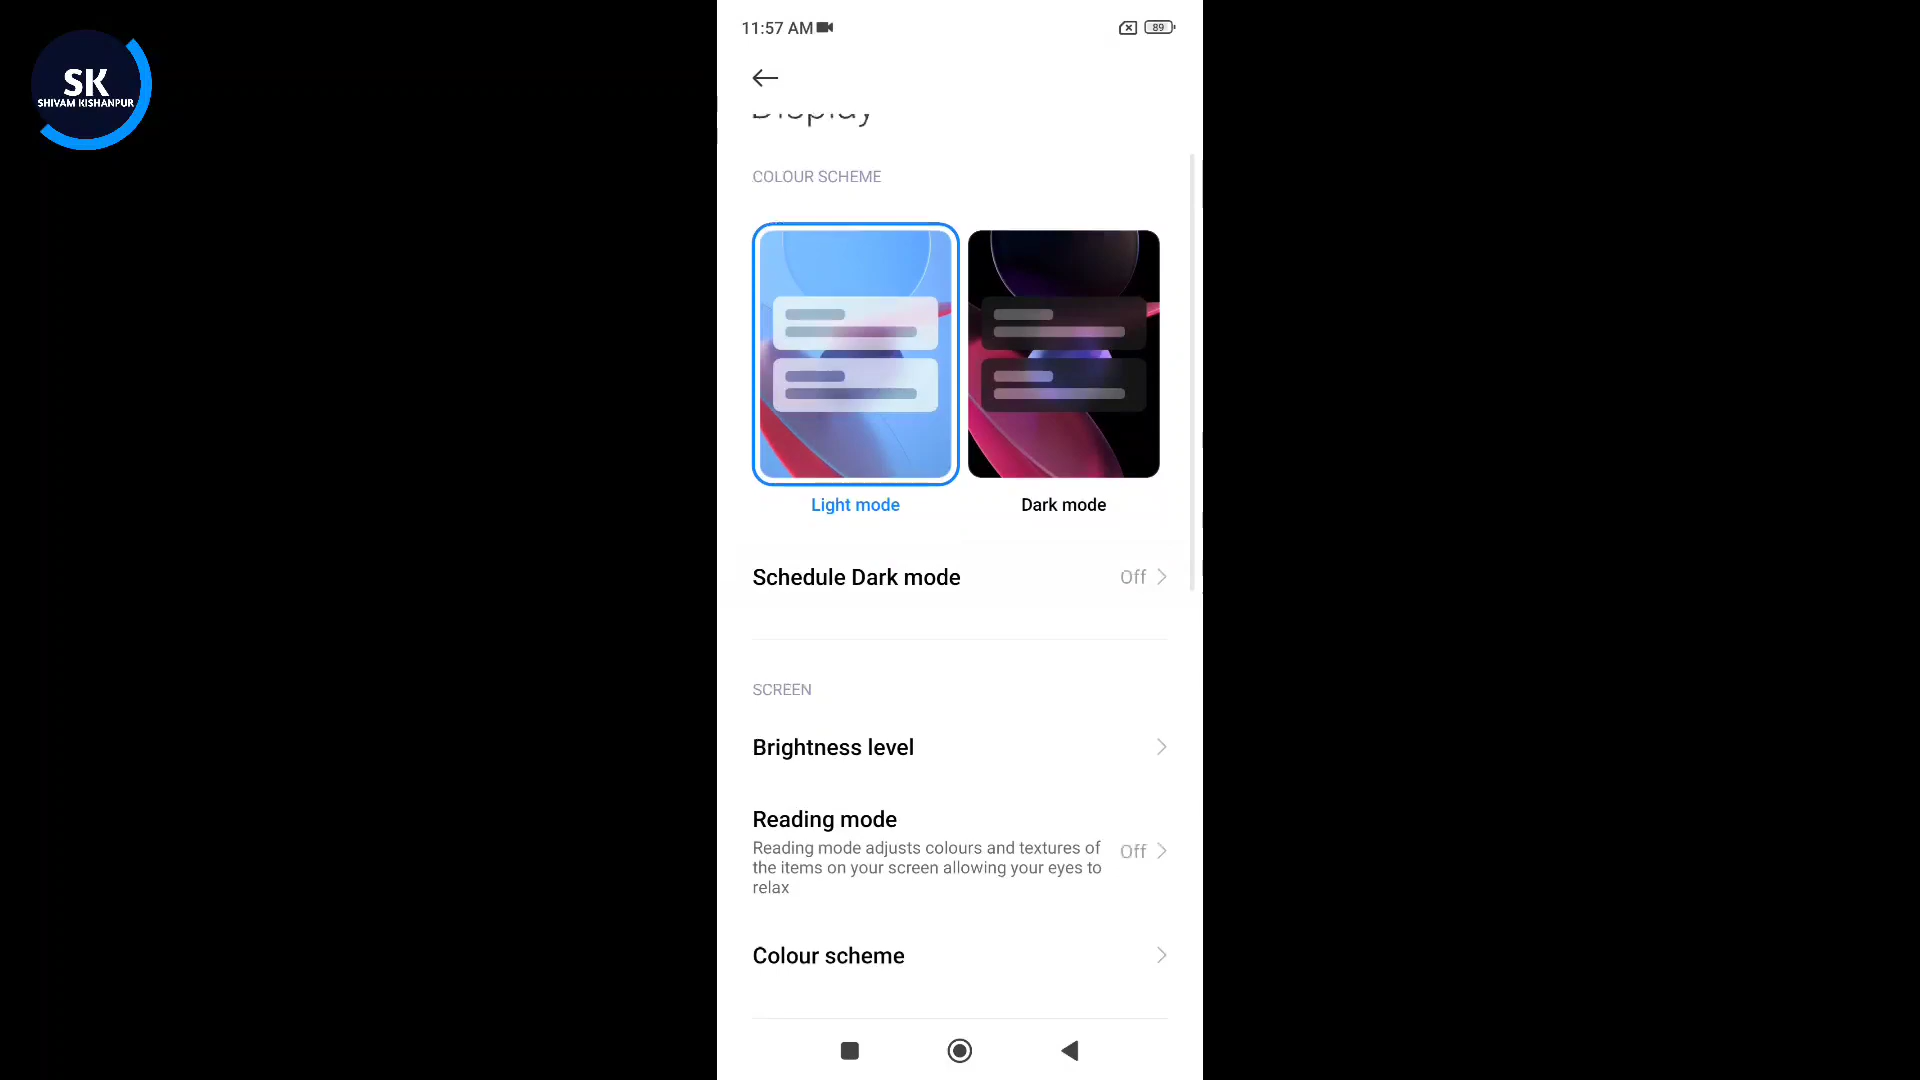 SK
SHIVAM KISHANPUR
11:57 AM
89
Display
COLOUR SCHEME
Light mode
Dark mode
Schedule Dark mode
Off
SCREEN
Brightness level
Reading mode
Reading mode adjusts colours and textures of
the items on your screen allowing your eyes to
relax
Off
Colour scheme